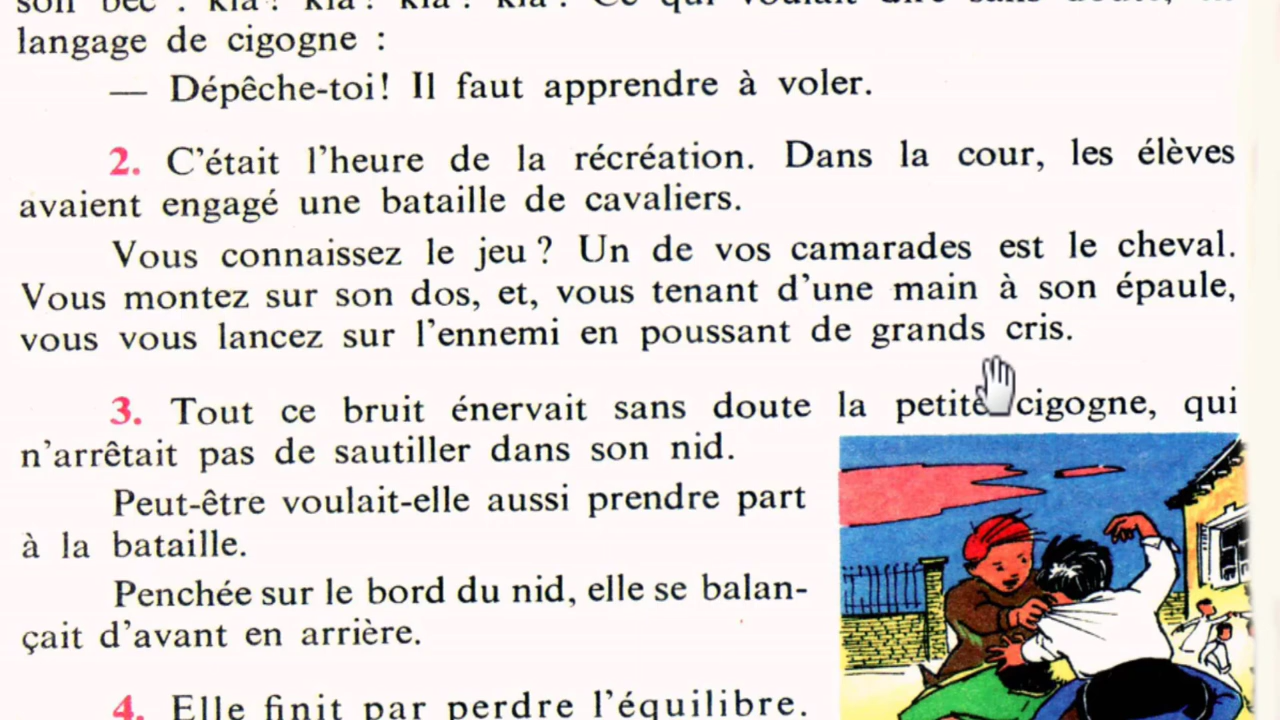 langage de cigogne :
— Dépêche-toi! Il faut apprendre à voler.
2. C'était l'heure de la récréation. Dans la cour, les élèves
avaient engagé une bataille de cavaliers.
Vous connaissez le jeu ? Un de vos camarades est le cheval.
Vous montez sur son dos, et, vous tenant d'une main à son épaule,
vous vous lancez sur l'ennemi en poussant de grands cris.
3. Tout ce bruit énervait sans doute la petite cigogne, qui
n'arrêtait pas de sautiller dans son nid.
Peut-être voulait-elle aussi prendre part
à la bataille.
Penchée sur le bord du nid, elle se balan-
çait d'avant en arrière.
4. Elle finit par perdre l'équilibre.